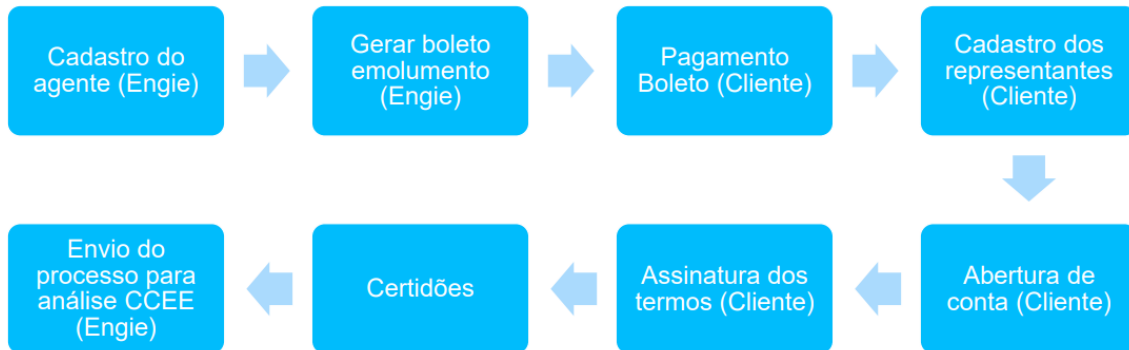 Cadastro do
agente (Engie)
Gerar boleto
emolumento
(Engie)
Pagamento
Boleto (Cliente)
Cadastro dos
representantes
(Cliente)
Abertura de
conta (Cliente)
Assinatura dos
termos (Cliente)
Certidões
Envio do
processo para
análise CCEE
(Engie)